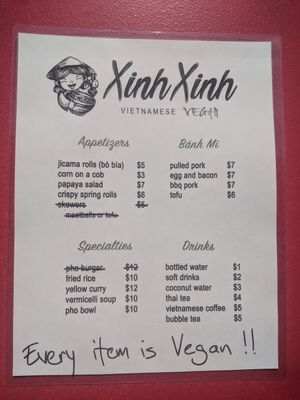 Xinh Xinh
VIETNAMESE VEGAN
Appetizers
jicama rolls (bò bía) $5
corn on a cob $3
papaya salad $7
crispy spring rolls $6
skewers $5
meatballs or tofu
Bánh Mì
pulled pork $7
egg and bacon $7
bbq pork $7
tofu $6
Specialties
pho burger $12
fried rice $10
yellow curry $12
vermicelli soup $10
pho bowl $10
Drinks
bottled water $1
soft drinks $2
coconut water $3
thai tea $4
vietnamese coffee $5
bubble tea $5
Every item is Vegan !!